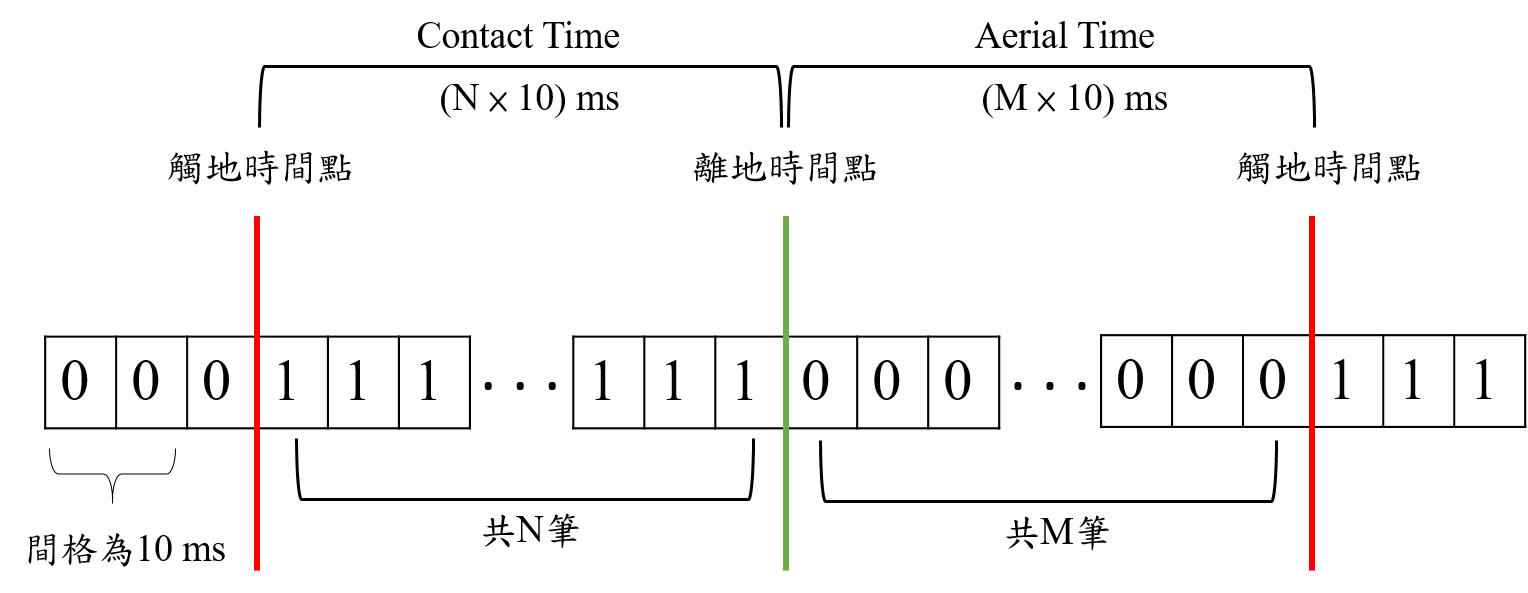 Contact Time
Aerial Time
(N × 10) ms
(M × 10) ms
觸地時間點
離地時間點
觸地時間點
0 0 0 1 1 1 ··· 1 1 1 0 0 0 ··· 0 0 0 1 1 1
間格為10 ms
共N筆
共M筆